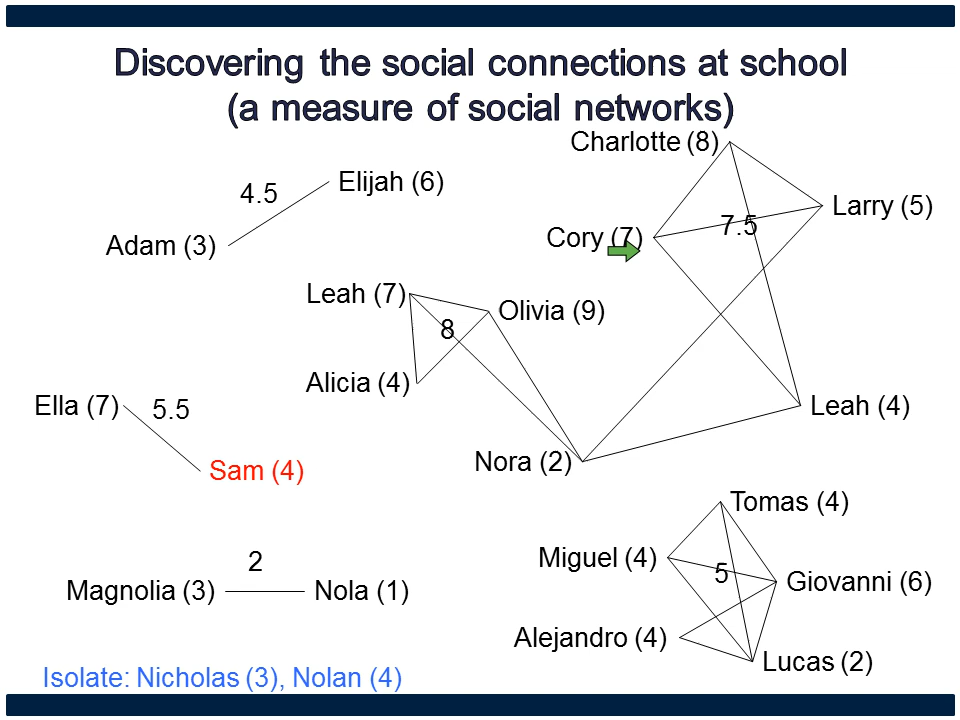 Discovering the social connections at school
(a measure of social networks)
Charlotte (8)
4.5
Elijah (6)
Larry (5)
7.5
Cory (7)
Adam (3)
Leah (7)
Olivia (9)
8
Alicia (4)
Ella (7)
5.5
Leah (4)
Nora (2)
Sam (4)
Tomas (4)
2
Miguel (4)
5
Magnolia (3)
Nola (1)
Giovanni (6)
Alejandro (4)
Lucas (2)
Isolate: Nicholas (3), Nolan (4)